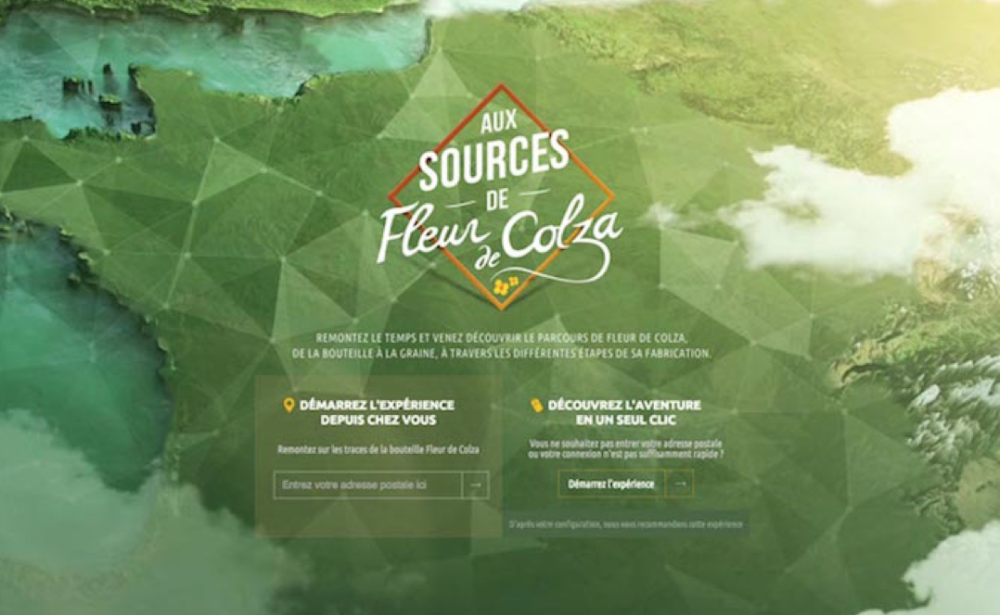 AUX
SOURCES
DE
Fleur
de Colza
REMONTEZ LE TEMPS ET VENEZ DÉCOUVRIR LE PARCOURS DE FLEUR DE COLZA,
DE LA BOUTEILLE À LA GRAINE, À TRAVERS LES DIFFÉRENTES ÉTAPES DE SA FABRICATION.
DÉMARREZ L'EXPÉRIENCE
DEPUIS CHEZ VOUS
Remontez sur les traces de la bouteille Fleur de Colza
Entrez votre adresse postale ici →
DÉCOUVREZ L'AVENTURE
EN UN SEUL CLIC
Vous ne souhaitez pas entrer votre adresse postale
ou votre connexion n'est pas suffisamment rapide ?
Démarrez l'expérience →
D'après votre configuration, nous vous recommandons cette expérience